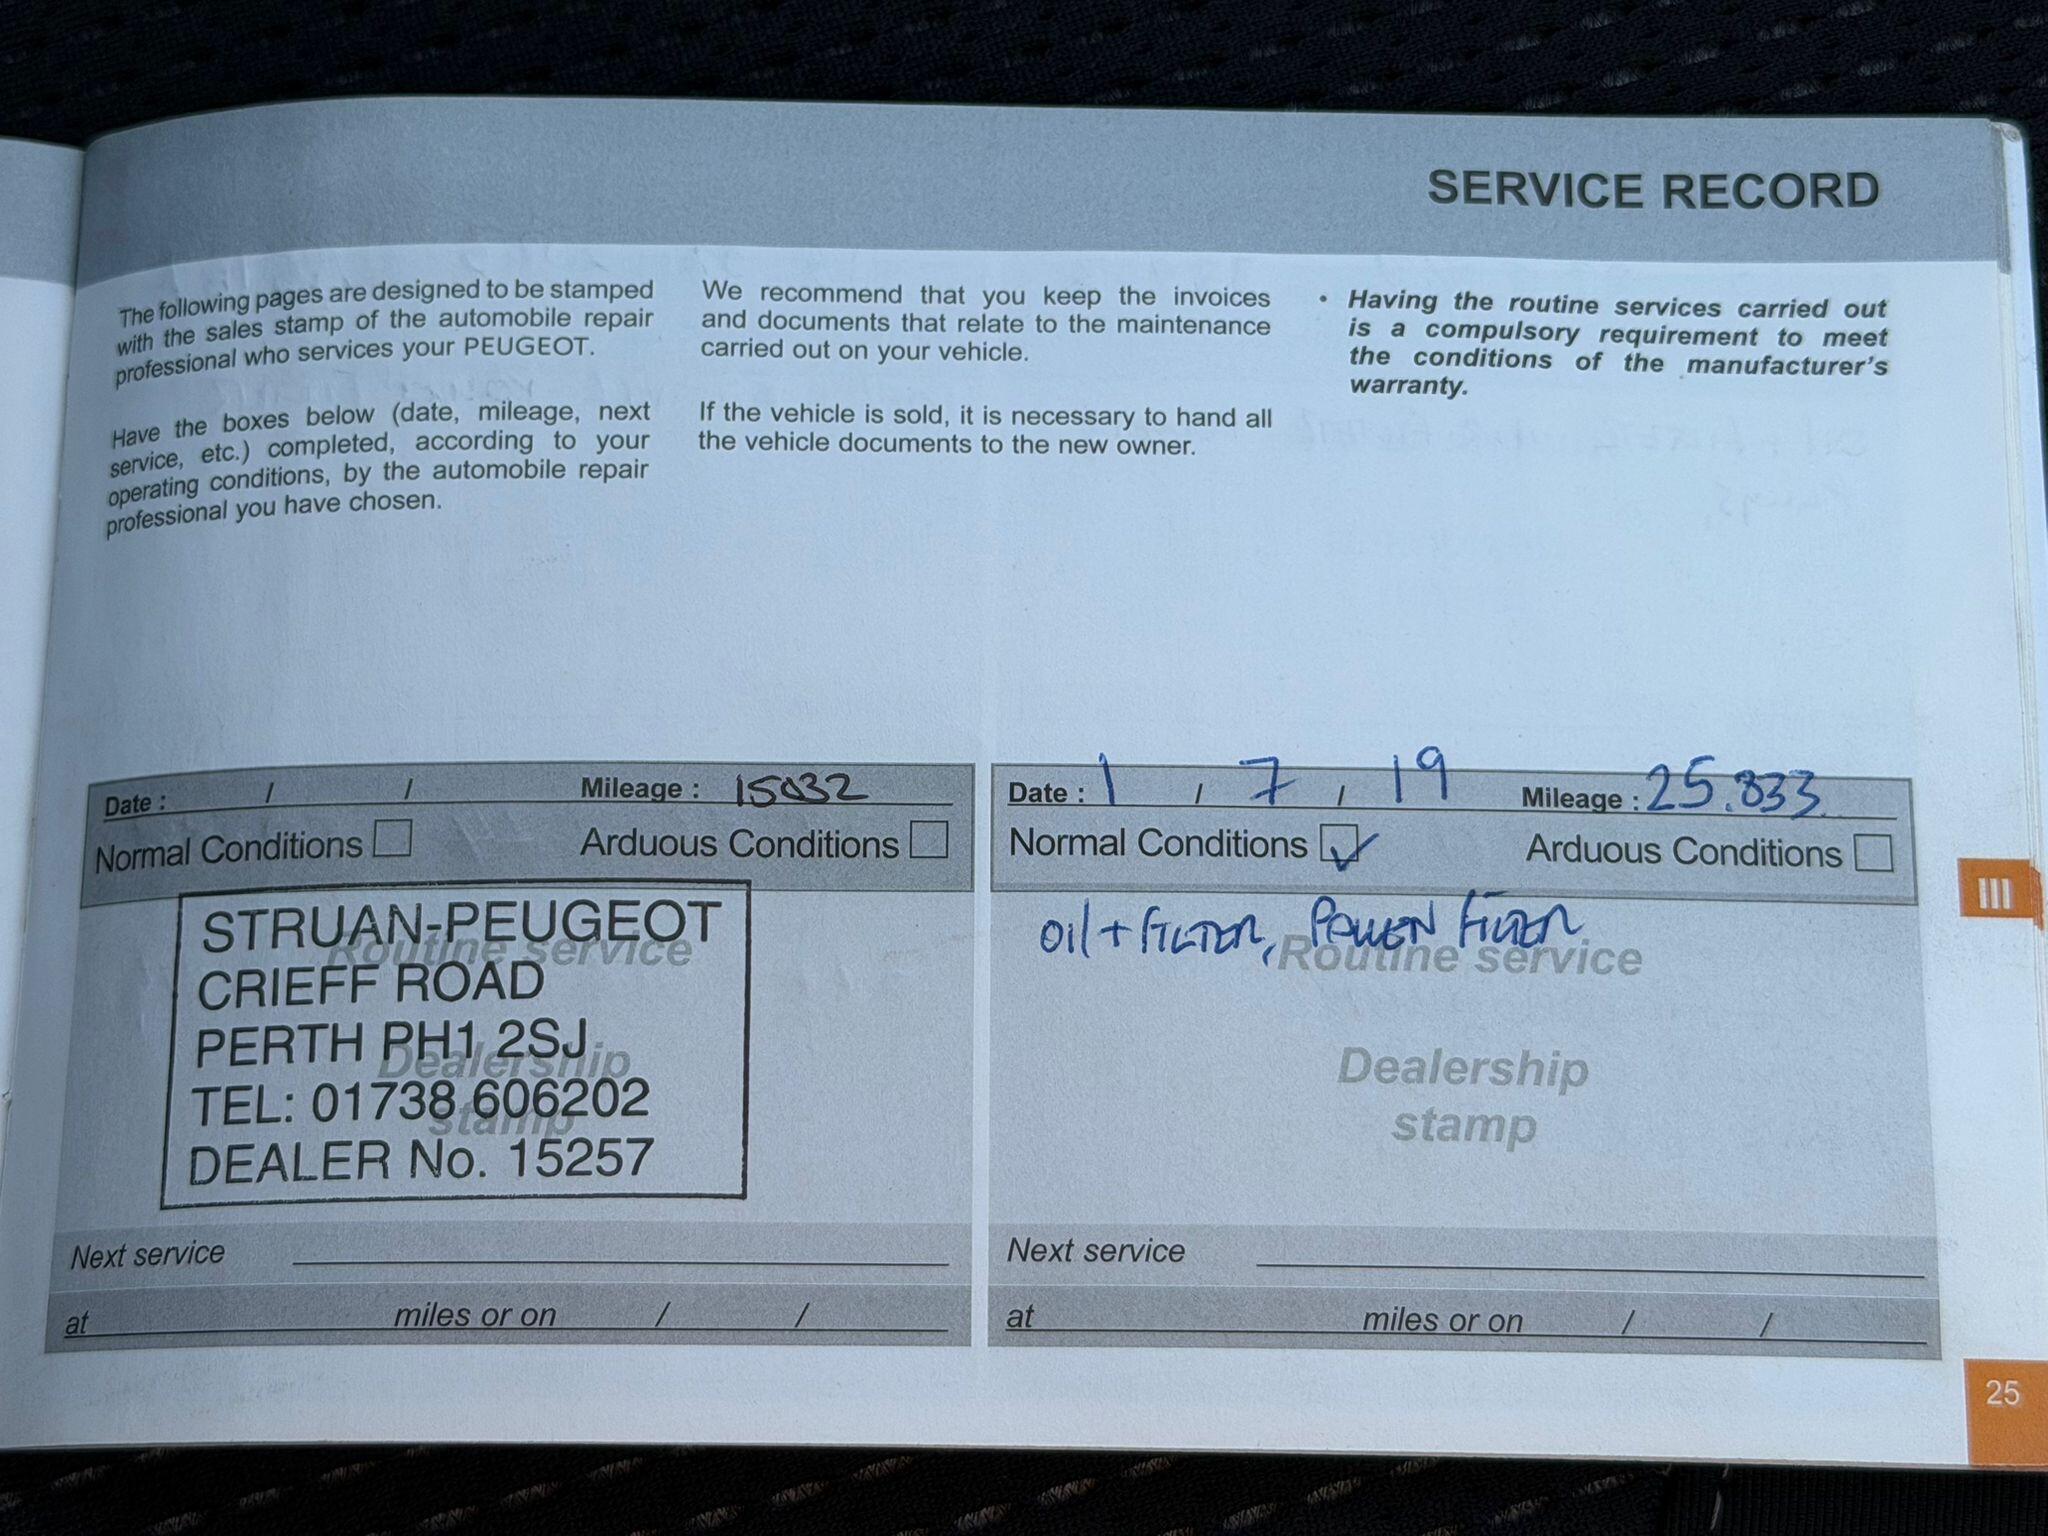 SERVICE RECORD
The following pages are designed to be stamped
with the sales stamp of the automobile repair
professional who services your PEUGEOT.
Have the boxes below (date, mileage, next
service, etc.) completed, according to your
operating conditions, by the automobile repair
professional you have chosen.
We recommend that you keep the invoices
and documents that relate to the maintenance
carried out on your vehicle.
If the vehicle is sold, it is necessary to hand all
the vehicle documents to the new owner.
• Having the routine services carried out
is a compulsory requirement to meet
the conditions of the manufacturer's
warranty.
Date : / / Mileage : 15032
Normal Conditions Arduous Conditions
Routine service
Dealership
stamp
STRUAN-PEUGEOT
CRIEFF ROAD
PERTH PH1 2SJ
TEL: 01738 606202
DEALER No. 15257
Next service
at miles or on / /
Date : 1 / 7 / 19 Mileage : 25.833
Normal Conditions ✓ Arduous Conditions
OIL + FILTER, POLLEN FILTER
Routine service
Dealership
stamp
Next service
at miles or on / /
III
25